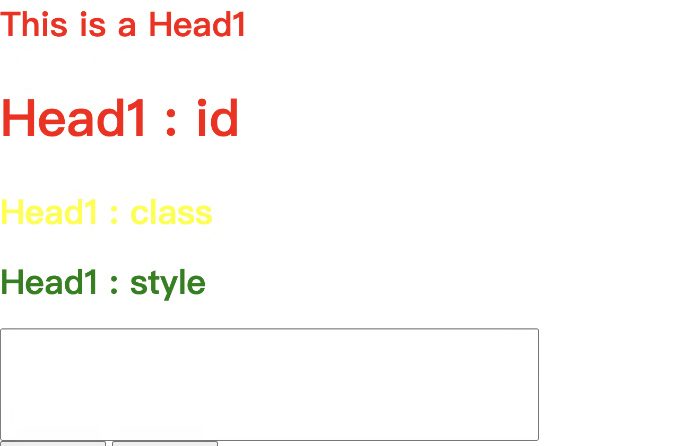 This is a Head1
Head1 : id
Head1 : class
Head1 : style